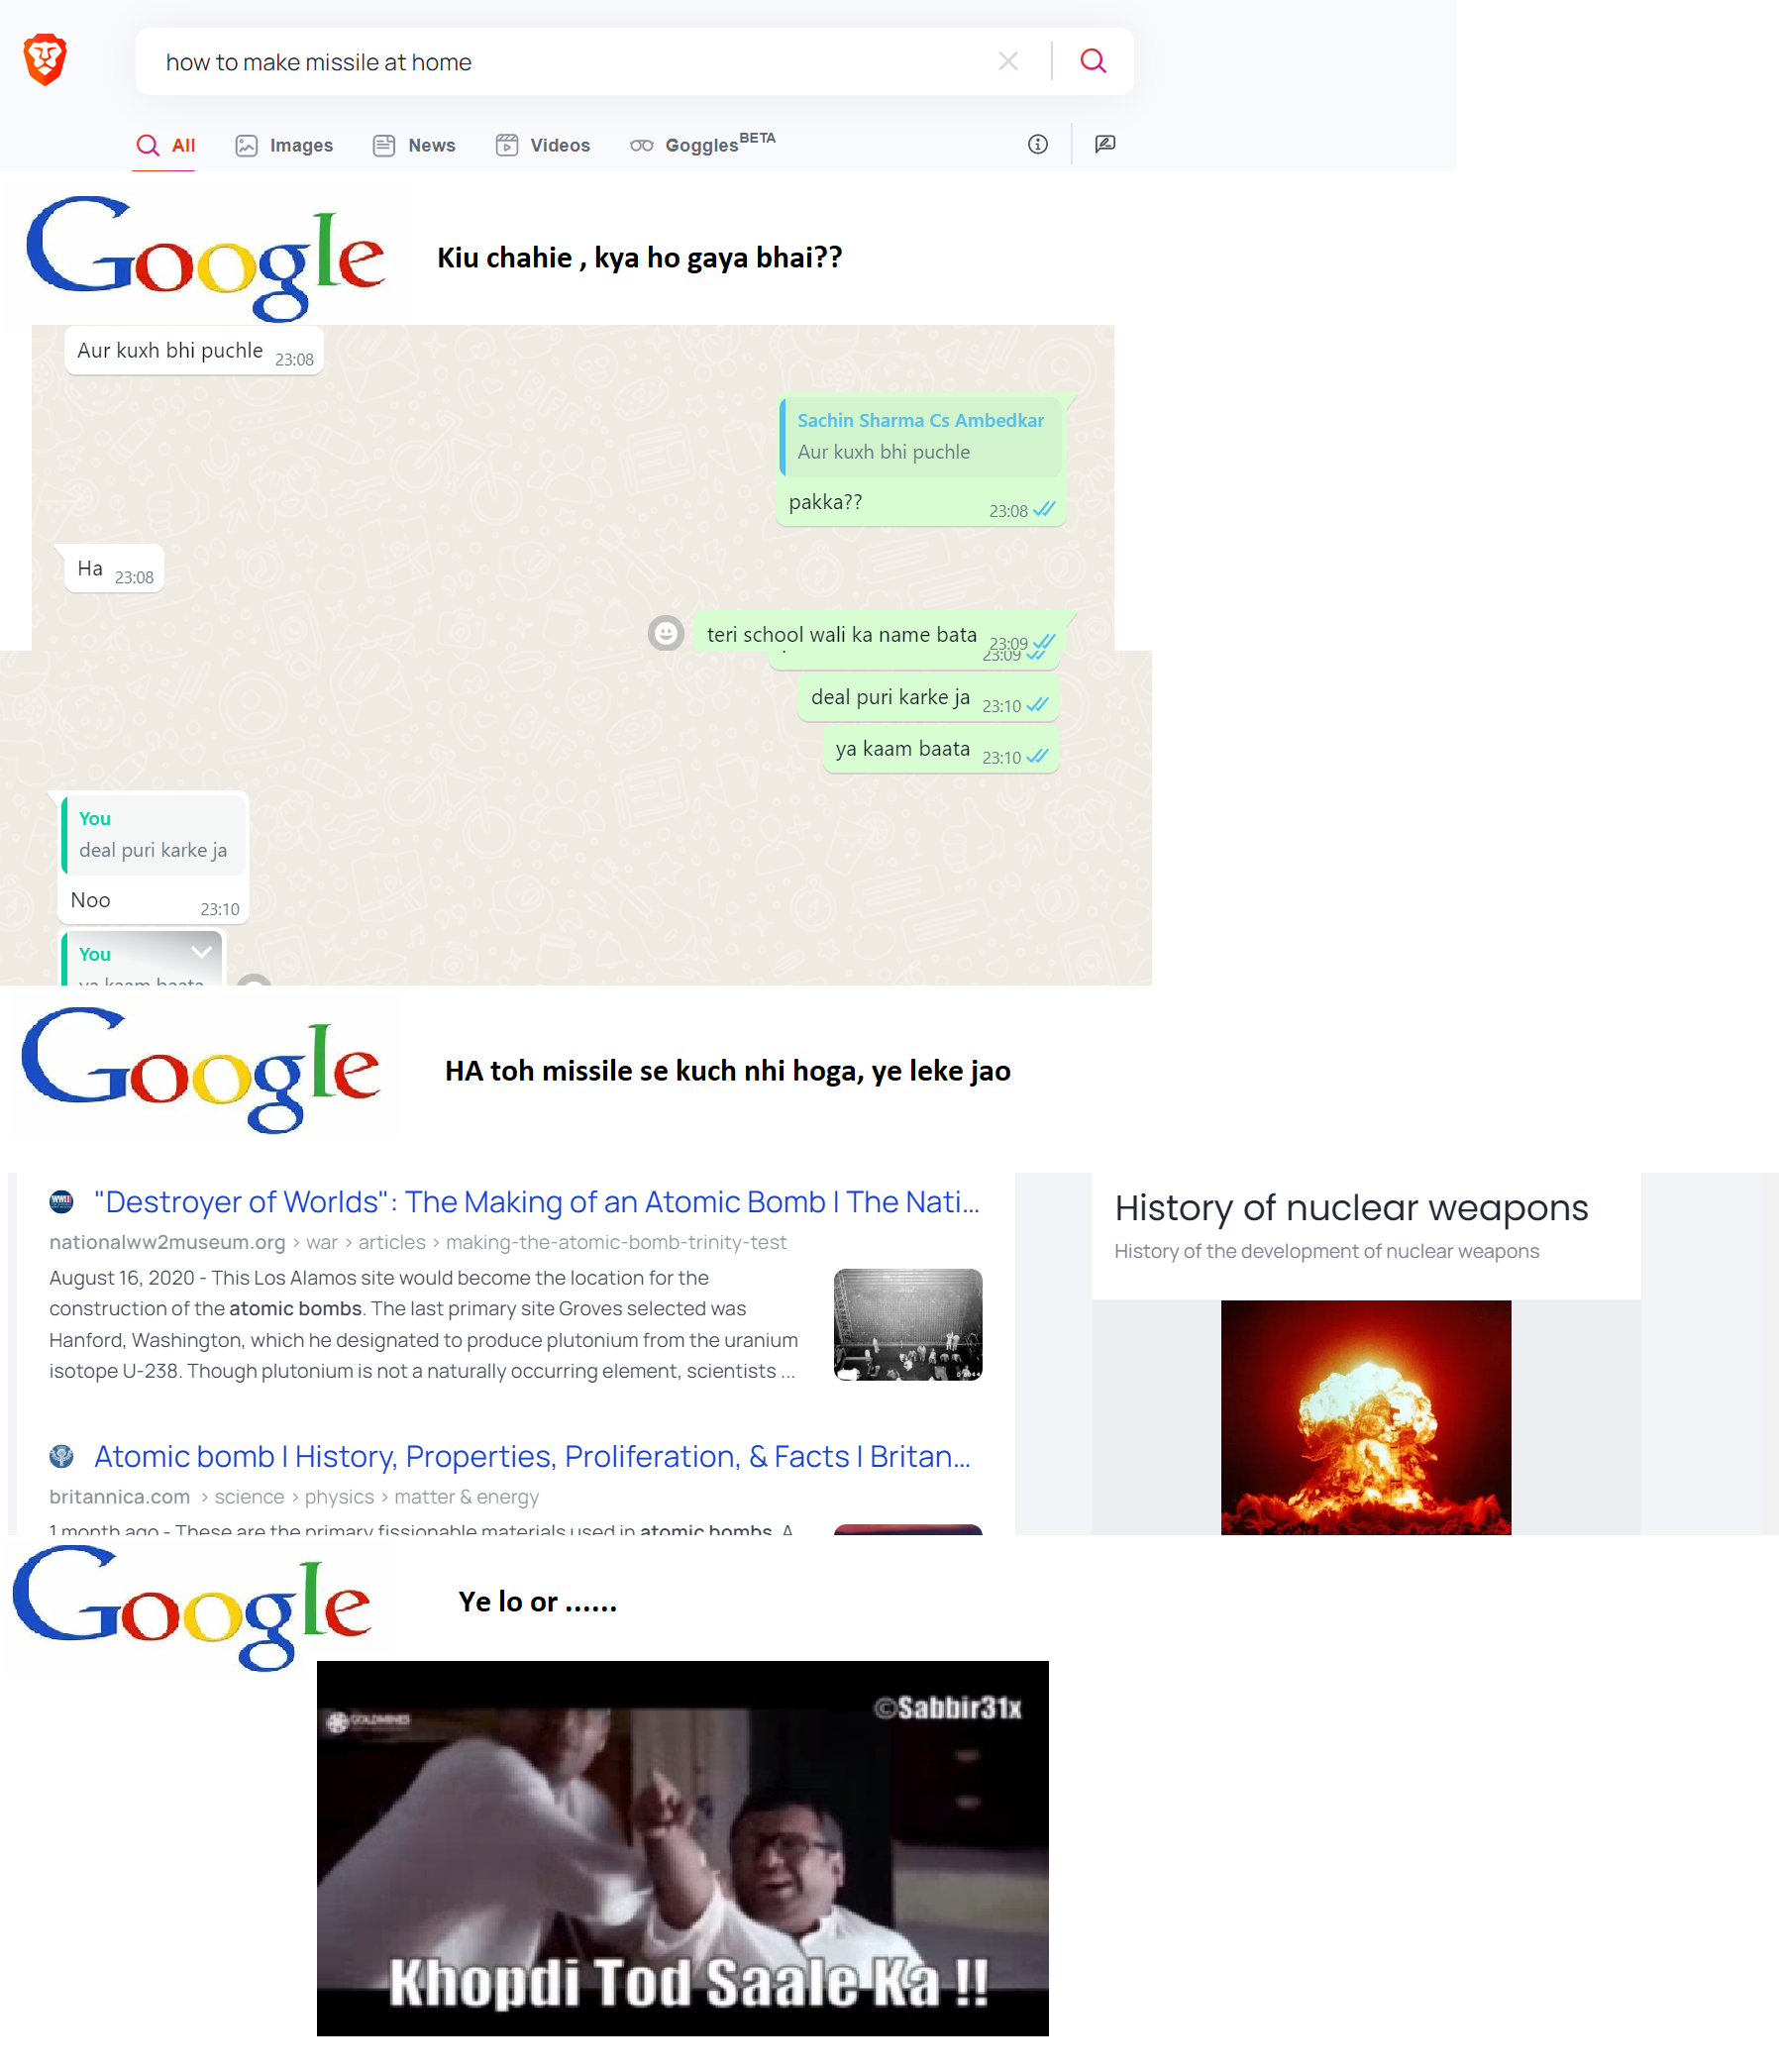 how to make missile at home
All Images News Videos Goggles BETA
Google Kiu chahie , kya ho gaya bhai??
Aur kuxh bhi puchle 23:08
Sachin Sharma Cs Ambedkar
Aur kuxh bhi puchle
pakka?? 23:08
Ha 23:08
teri school wali ka name bata 23:09
23:09
deal puri karke ja 23:10
ya kaam baata 23:10
You
deal puri karke ja
Noo 23:10
You
ya kaam baata
Google HA toh missile se kuch nhi hoga, ye leke jao
"Destroyer of Worlds": The Making of an Atomic Bomb | The Nati...
nationalww2museum.org › war › articles › making-the-atomic-bomb-trinity-test
August 16, 2020 - This Los Alamos site would become the location for the
construction of the atomic bombs. The last primary site Groves selected was
Hanford, Washington, which he designated to produce plutonium from the uranium
isotope U-238. Though plutonium is not a naturally occurring element, scientists ...
History of nuclear weapons
History of the development of nuclear weapons
Atomic bomb | History, Properties, Proliferation, & Facts | Britan...
britannica.com › science › physics › matter & energy
1 month ago - These are the primary fissionable materials used in atomic bombs. A
Google Ye lo or ......
©Sabbir31x
GOLDMINES
Khopdi Tod Saale Ka !!